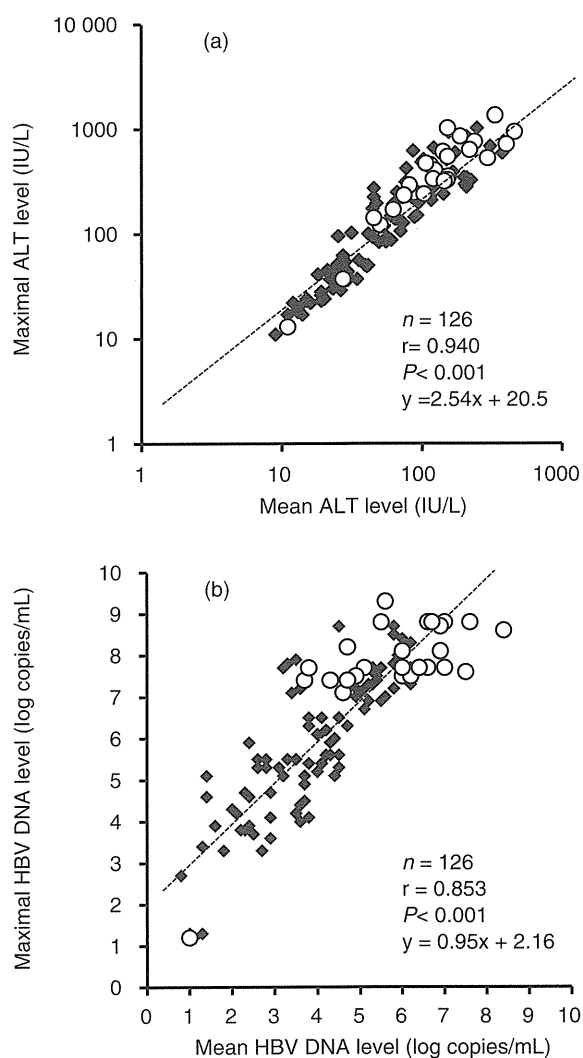 (a)
10 000
1000
100
10
1
Maximal ALT level (IU/L)
n = 126
r= 0.940
P< 0.001
y =2.54x + 20.5
1 10 100 1000
Mean ALT level (IU/L)
(b)
10
9
8
7
6
5
4
3
2
1
0
Maximal HBV DNA level (log copies/mL)
n = 126
r = 0.853
P< 0.001
y = 0.95x + 2.16
0 1 2 3 4 5 6 7 8 9 10
Mean HBV DNA level (log copies/mL)